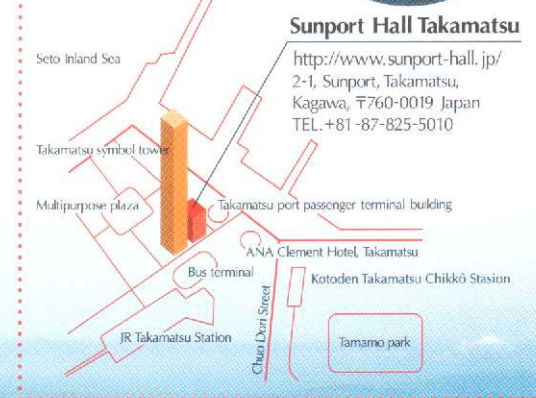 Sunport Hall Takamatsu
http://www.sunport-hall.jp/
2-1, Sunport, Takamatsu,
Kagawa, 〒760-0019 Japan
TEL.+81-87-825-5010
Seto Inland Sea
Takamatsu symbol tower
Multipurpose plaza
Takamatsu port passenger terminal building
ANA Clement Hotel, Takamatsu
Bus terminal
Kotoden Takamatsu Chikkô Stasion
JR Takamatsu Station
Chuo Dori Street
Tamamo park